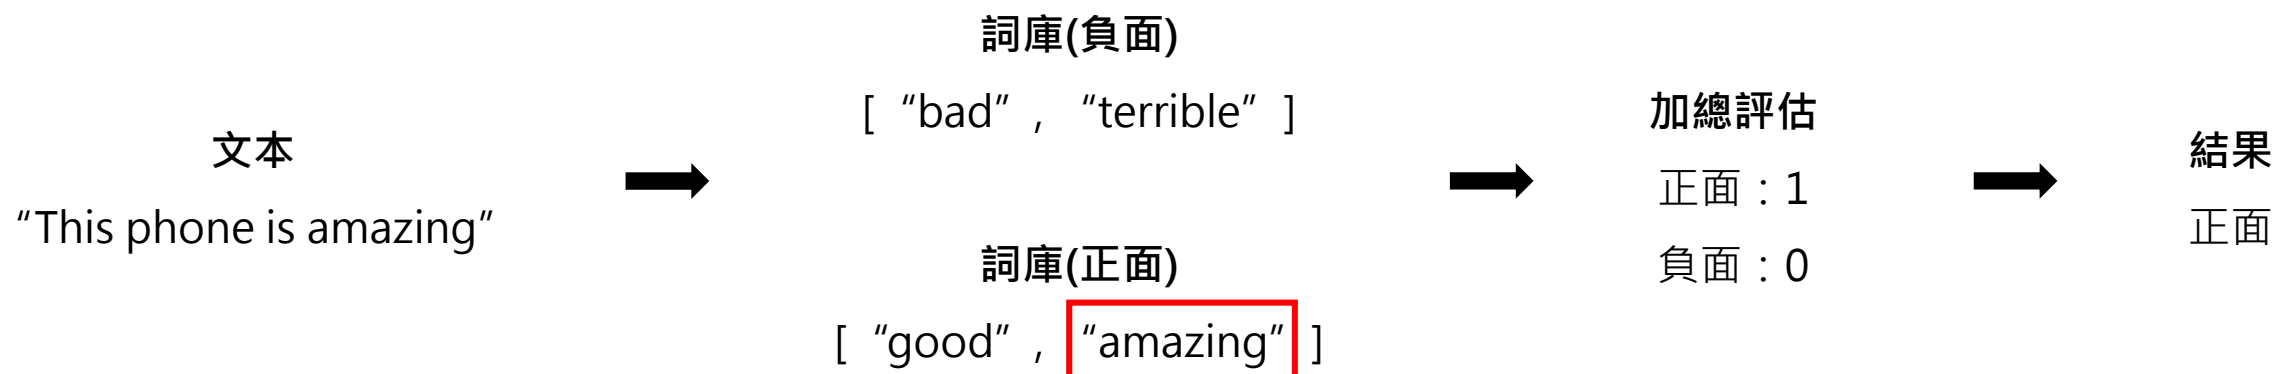 文本
“This phone is amazing”
詞庫(負面)
[ “bad” , “terrible” ]
詞庫(正面)
[ “good” , “amazing” ]
加總評估
正面：1
負面：0
結果
正面